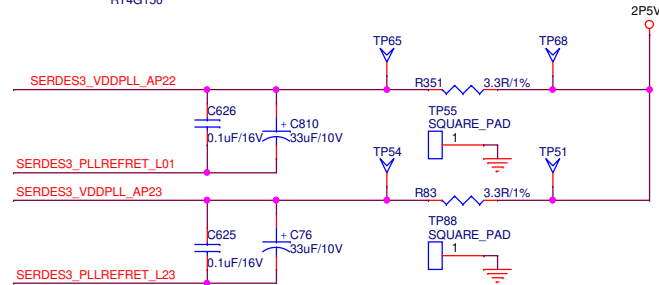 2P5V
TP65
TP68
SERDES3_VDDPLL_AP22
R351
3.3R/1%
C626
0.1uF/16V
+
C810
33uF/10V
TP55
SQUARE_PAD
1
SERDES3_PLLREFRET_L01
TP54
TP51
SERDES3_VDDPLL_AP23
R83
3.3R/1%
C625
0.1uF/16V
+
C76
33uF/10V
TP88
SQUARE_PAD
1
SERDES3_PLLREFRET_L23